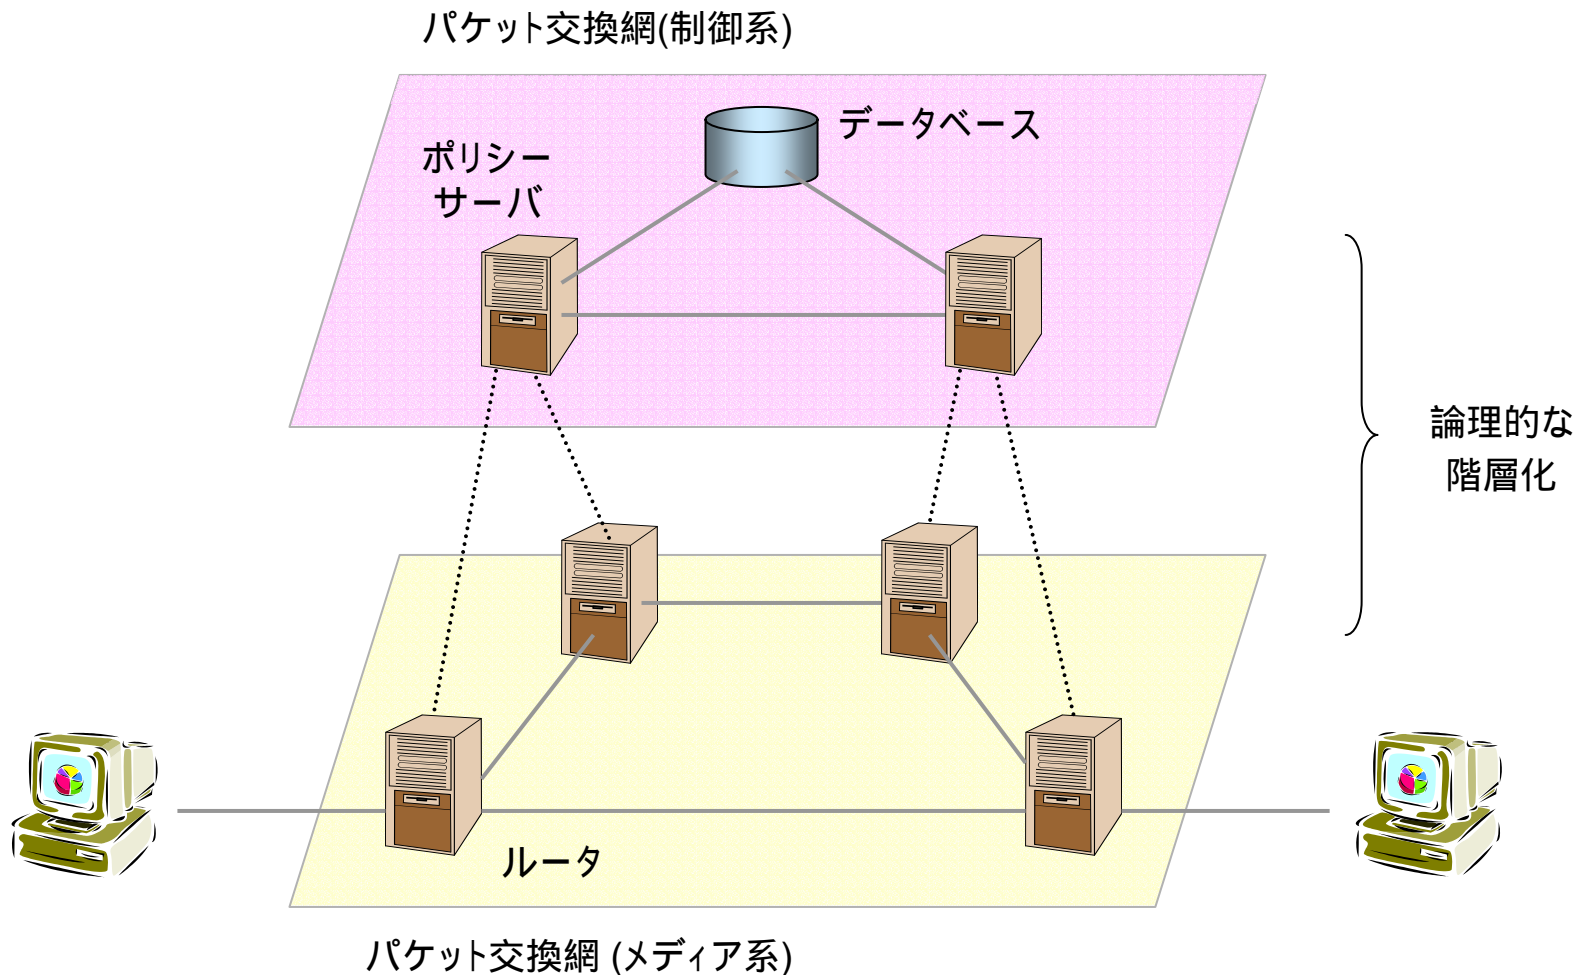 パケット交換網(制御系)
データベース
ポリシー
サーバ
論理的な
階層化
ルータ
パケット交換網 (メディア系)